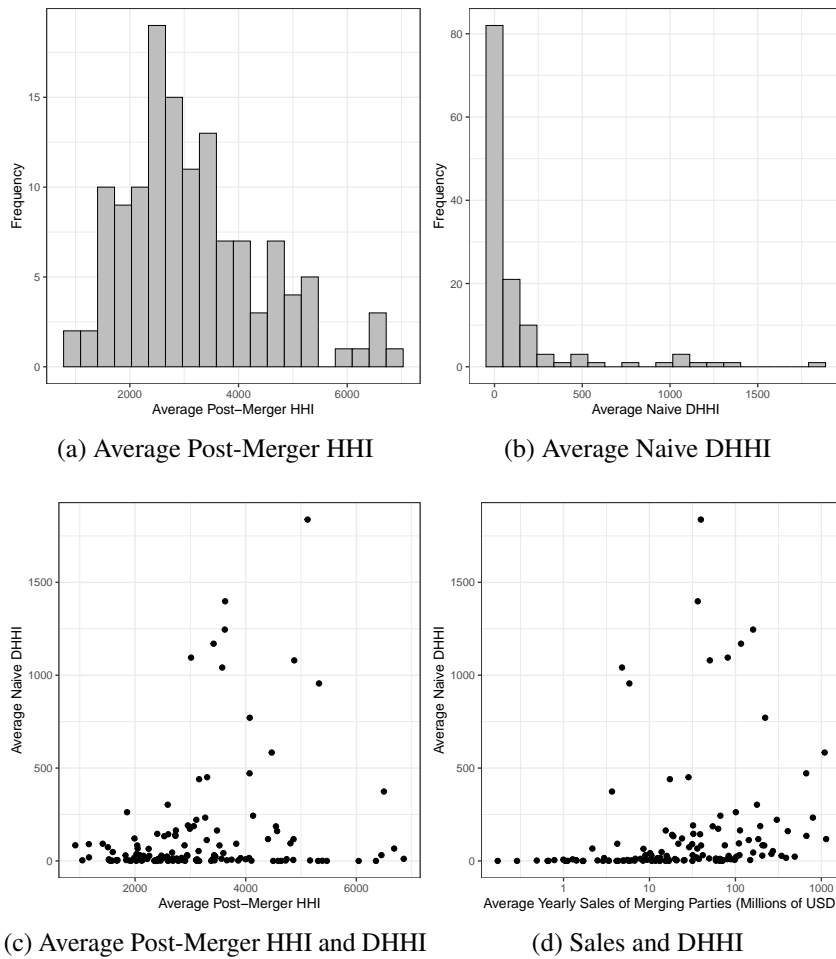 15
10
5
0
Frequency
2000
4000
6000
Average Post−Merger HHI
(a) Average Post-Merger HHI
80
60
40
20
0
Frequency
0
500
1000
1500
Average Naive DHHI
(b) Average Naive DHHI
1500
1000
500
0
Average Naive DHHI
2000
4000
6000
Average Post−Merger HHI
(c) Average Post-Merger HHI and DHHI
1500
1000
500
0
Average Naive DHHI
1
10
100
1000
Average Yearly Sales of Merging Parties (Millions of USD
(d) Sales and DHHI